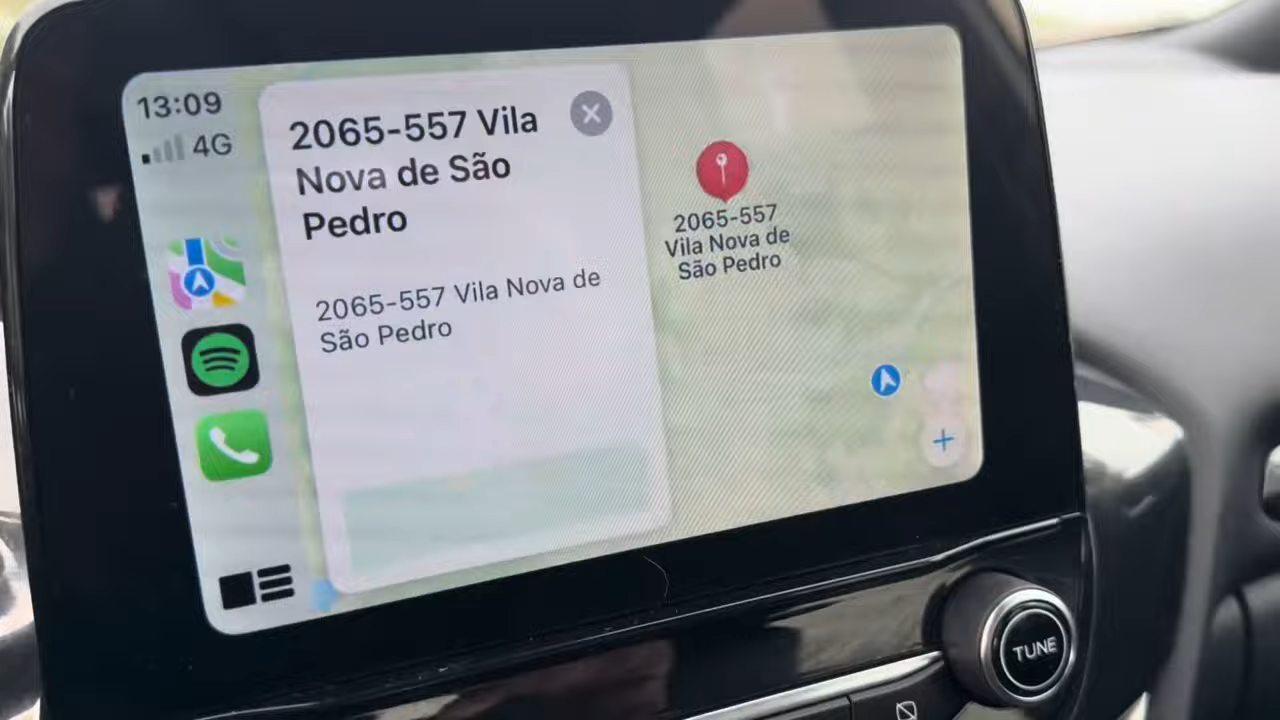 13:09
4G
2065-557 Vila
Nova de São
Pedro
2065-557 Vila Nova de
São Pedro
2065-557
Vila Nova de
São Pedro
TUNE